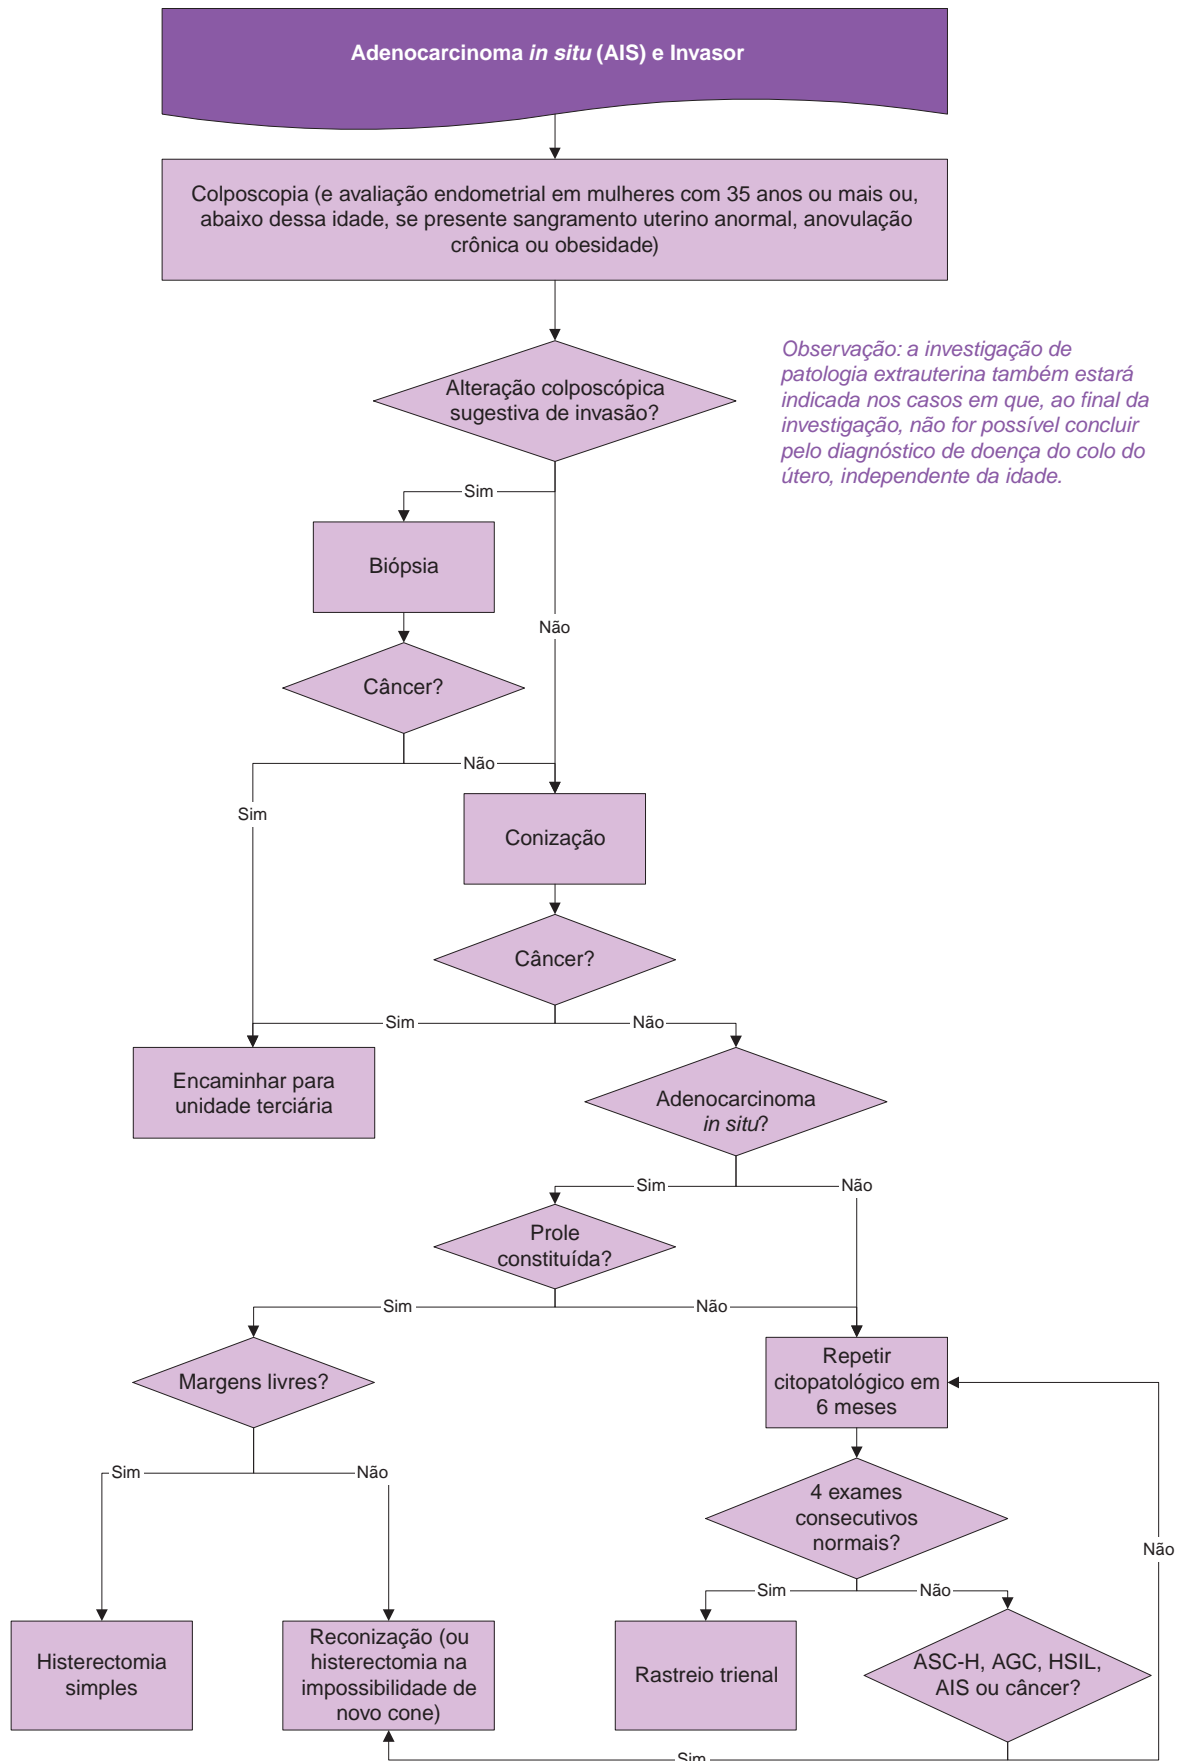 Adenocarcinoma in situ (AIS) e Invasor
Colposcopia (e avaliação endometrial em mulheres com 35 anos ou mais ou,
abaixo dessa idade, se presente sangramento uterino anormal, anovulação
crônica ou obesidade)
Observação: a investigação de
patologia extrauterina também estará
indicada nos casos em que, ao final da
investigação, não for possível concluir
pelo diagnóstico de doença do colo do
útero, independente da idade.
Alteração colposcópica
sugestiva de invasão?
Sim
Biópsia
Não
Câncer?
Não
Sim
Conização
Câncer?
Sim
Não
Encaminhar para
unidade terciária
Adenocarcinoma
in situ?
Sim
Não
Prole
constituída?
Sim
Não
Margens livres?
Repetir
citopatológico em
6 meses
Sim
Não
4 exames
consecutivos
normais?
Não
Sim
Não
Histerectomia
simples
Reconização (ou
histerectomia na
impossibilidade de
novo cone)
Rastreio trienal
ASC-H, AGC, HSIL,
AIS ou câncer?
Sim